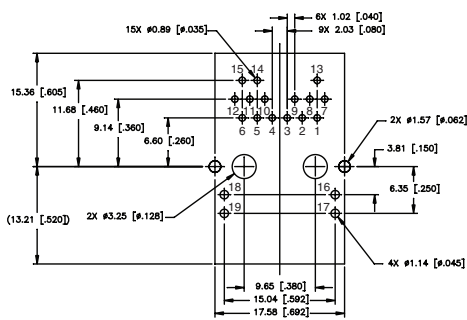 6X 1.02 [.040]
15X ø0.89 [ø.035]
9X 2.03 [.080]
15 14 13
12 11 10 9 8 7
6 5 4 3 2 1
15.36 [.605]
11.68 [.460]
9.14 [.360]
6.60 [.260]
2X ø1.57 [ø.062]
3.81 [.150]
6.35 [.250]
(13.21 [.520])
2X ø3.25 [ø.128]
18 16
19 17
4X ø1.14 [ø.045]
9.65 [.380]
15.04 [.592]
17.58 [.692]